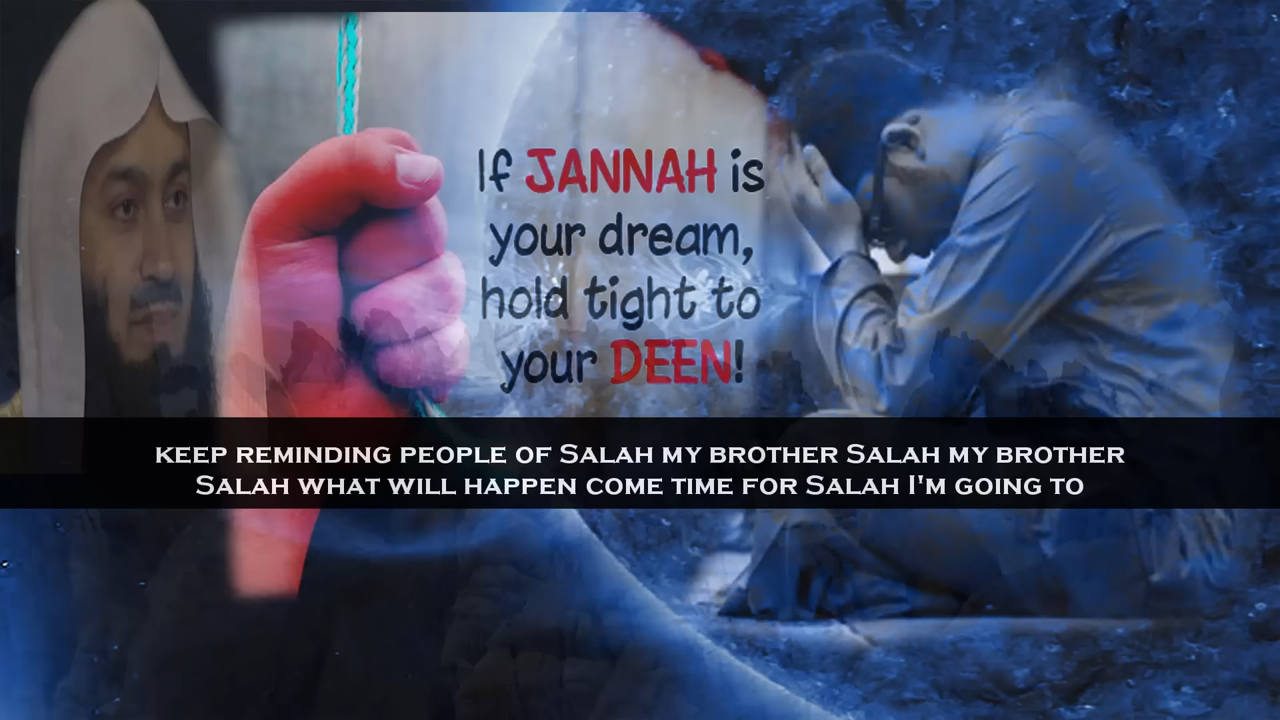 If JANNAH is
your dream,
hold tight to
your DEEN!
KEEP REMINDING PEOPLE OF SALAH MY BROTHER SALAH MY BROTHER
SALAH WHAT WILL HAPPEN COME TIME FOR SALAH I'M GOING TO